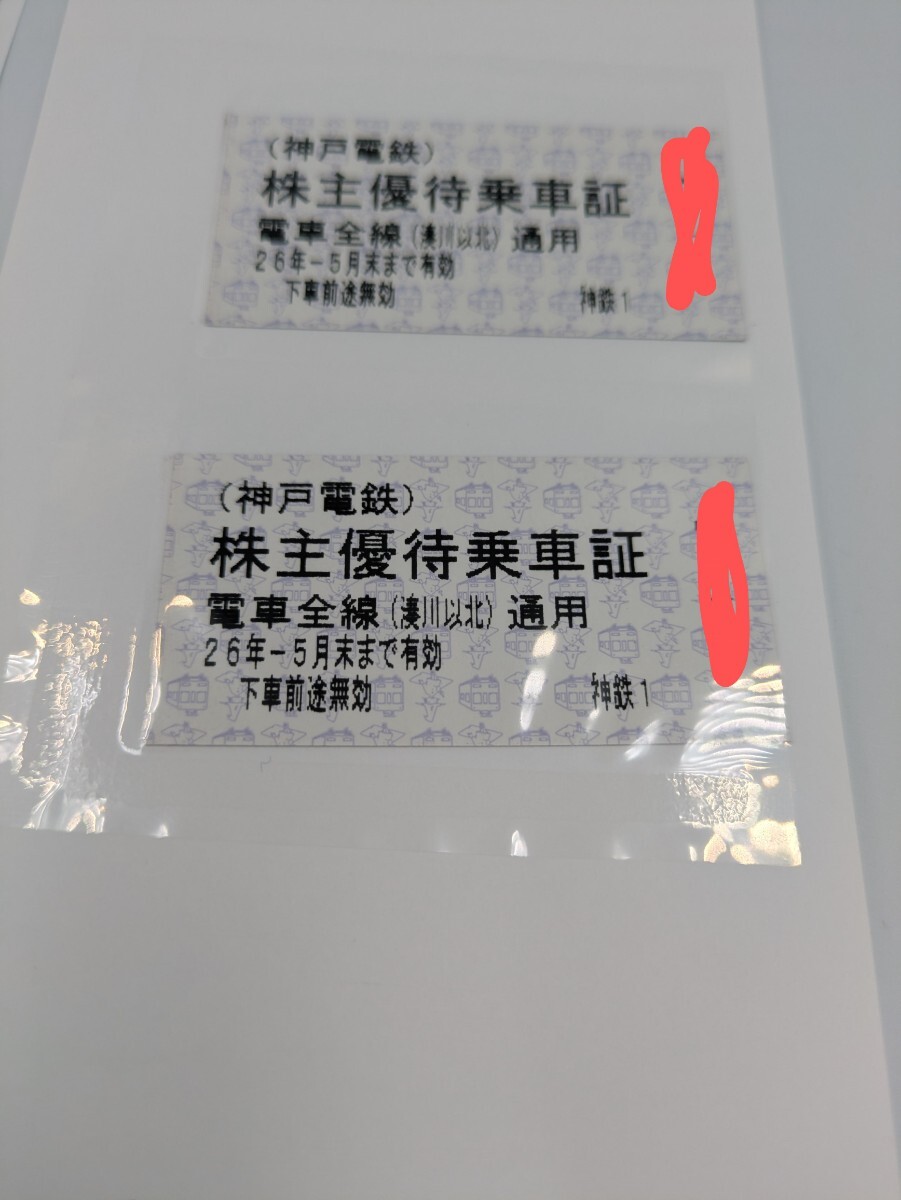 (神戸電鉄)
株主優待乗車証
電車全線(湊川以北)通用
26年-5月末まで有効
下車前途無効 神鉄1
(神戸電鉄)
株主優待乗車証
電車全線(湊川以北)通用
26年-5月末まで有効
下車前途無効 神鉄1